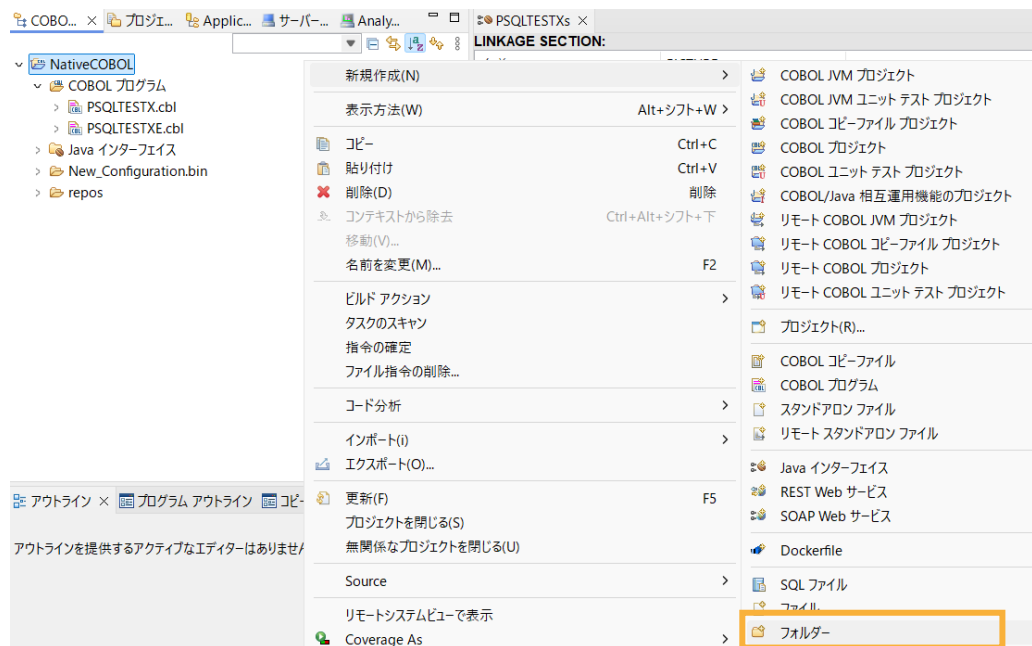 COBO... プロジェ... Applic... サーバー... Analy...
PSQLTESTXs
LINKAGE SECTION:
NativeCOBOL
COBOL プログラム
PSQLTESTX.cbl
PSQLTESTXE.cbl
Java インターフェイス
New_Configuration.bin
repos
アウトライン プログラム アウトライン コピー
アウトラインを提供するアクティブなエディターはありません
新規作成(N)
表示方法(W) Alt+シフト+W
コピー Ctrl+C
貼り付け Ctrl+V
削除(D) 削除
コンテキストから除去 Ctrl+Alt+シフト+下
移動(V)...
名前を変更(M)... F2
ビルド アクション
タスクのスキャン
指令の確定
ファイル指令の削除...
コード分析
インポート(i)
エクスポート(O)...
更新(F) F5
プロジェクトを閉じる(S)
無関係なプロジェクトを閉じる(U)
Source
リモートシステムビューで表示
Coverage As
COBOL JVM プロジェクト
COBOL JVM ユニット テスト プロジェクト
COBOL コピーファイル プロジェクト
COBOL プロジェクト
COBOL ユニット テスト プロジェクト
COBOL/Java 相互運用機能のプロジェクト
リモート COBOL JVM プロジェクト
リモート COBOL コピーファイル プロジェクト
リモート COBOL プロジェクト
リモート COBOL ユニット テスト プロジェクト
プロジェクト(R)...
COBOL コピーファイル
COBOL プログラム
スタンドアロン ファイル
リモート スタンドアロン ファイル
Java インターフェイス
REST Web サービス
SOAP Web サービス
Dockerfile
SQL ファイル
ファイル
フォルダー